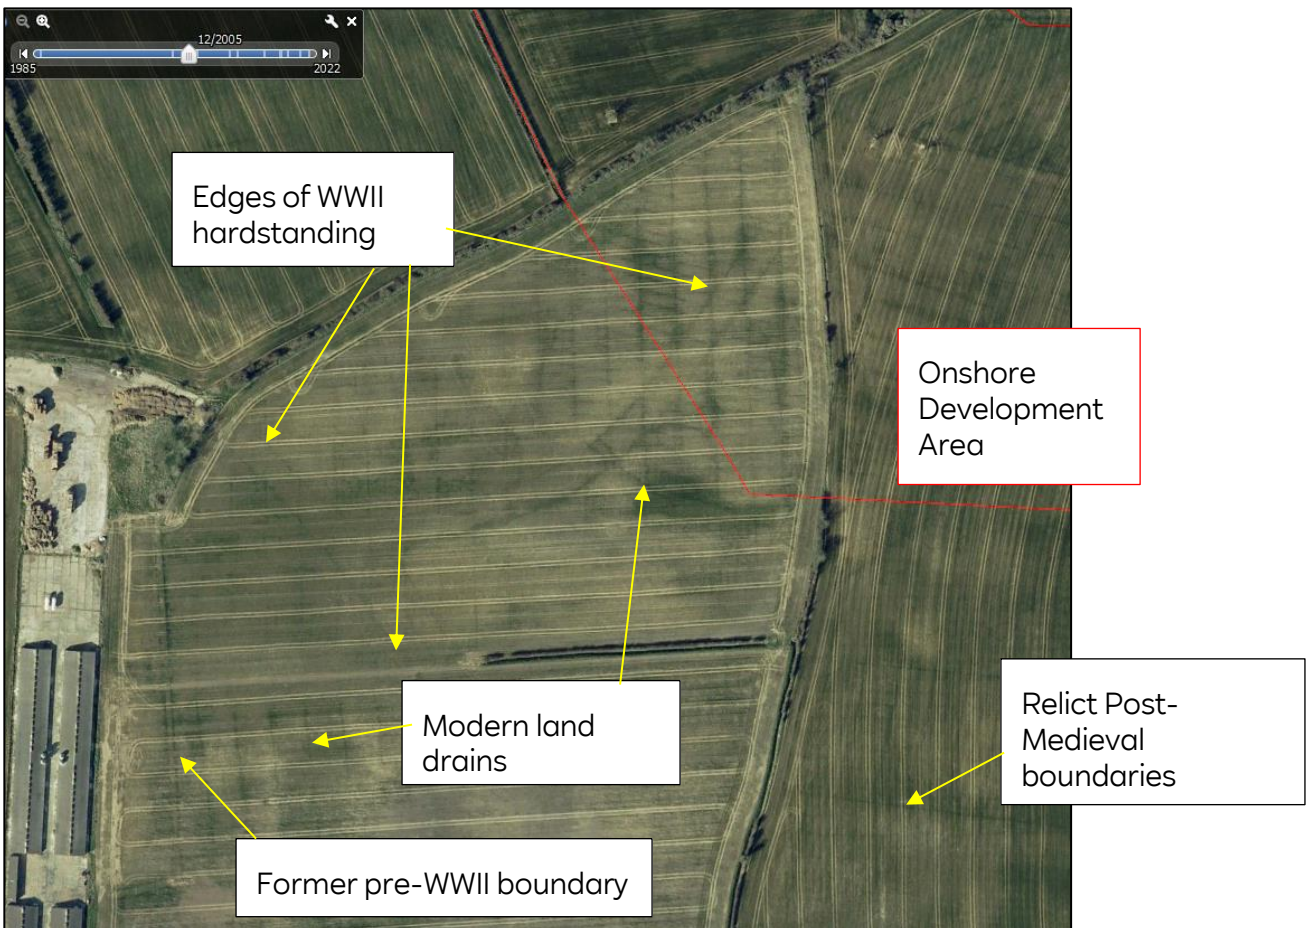 12/2005
1985
2022
Edges of WWII
hardstanding
Onshore
Development
Area
Modern land
drains
Relict Post-
Medieval
boundaries
Former pre-WWII boundary